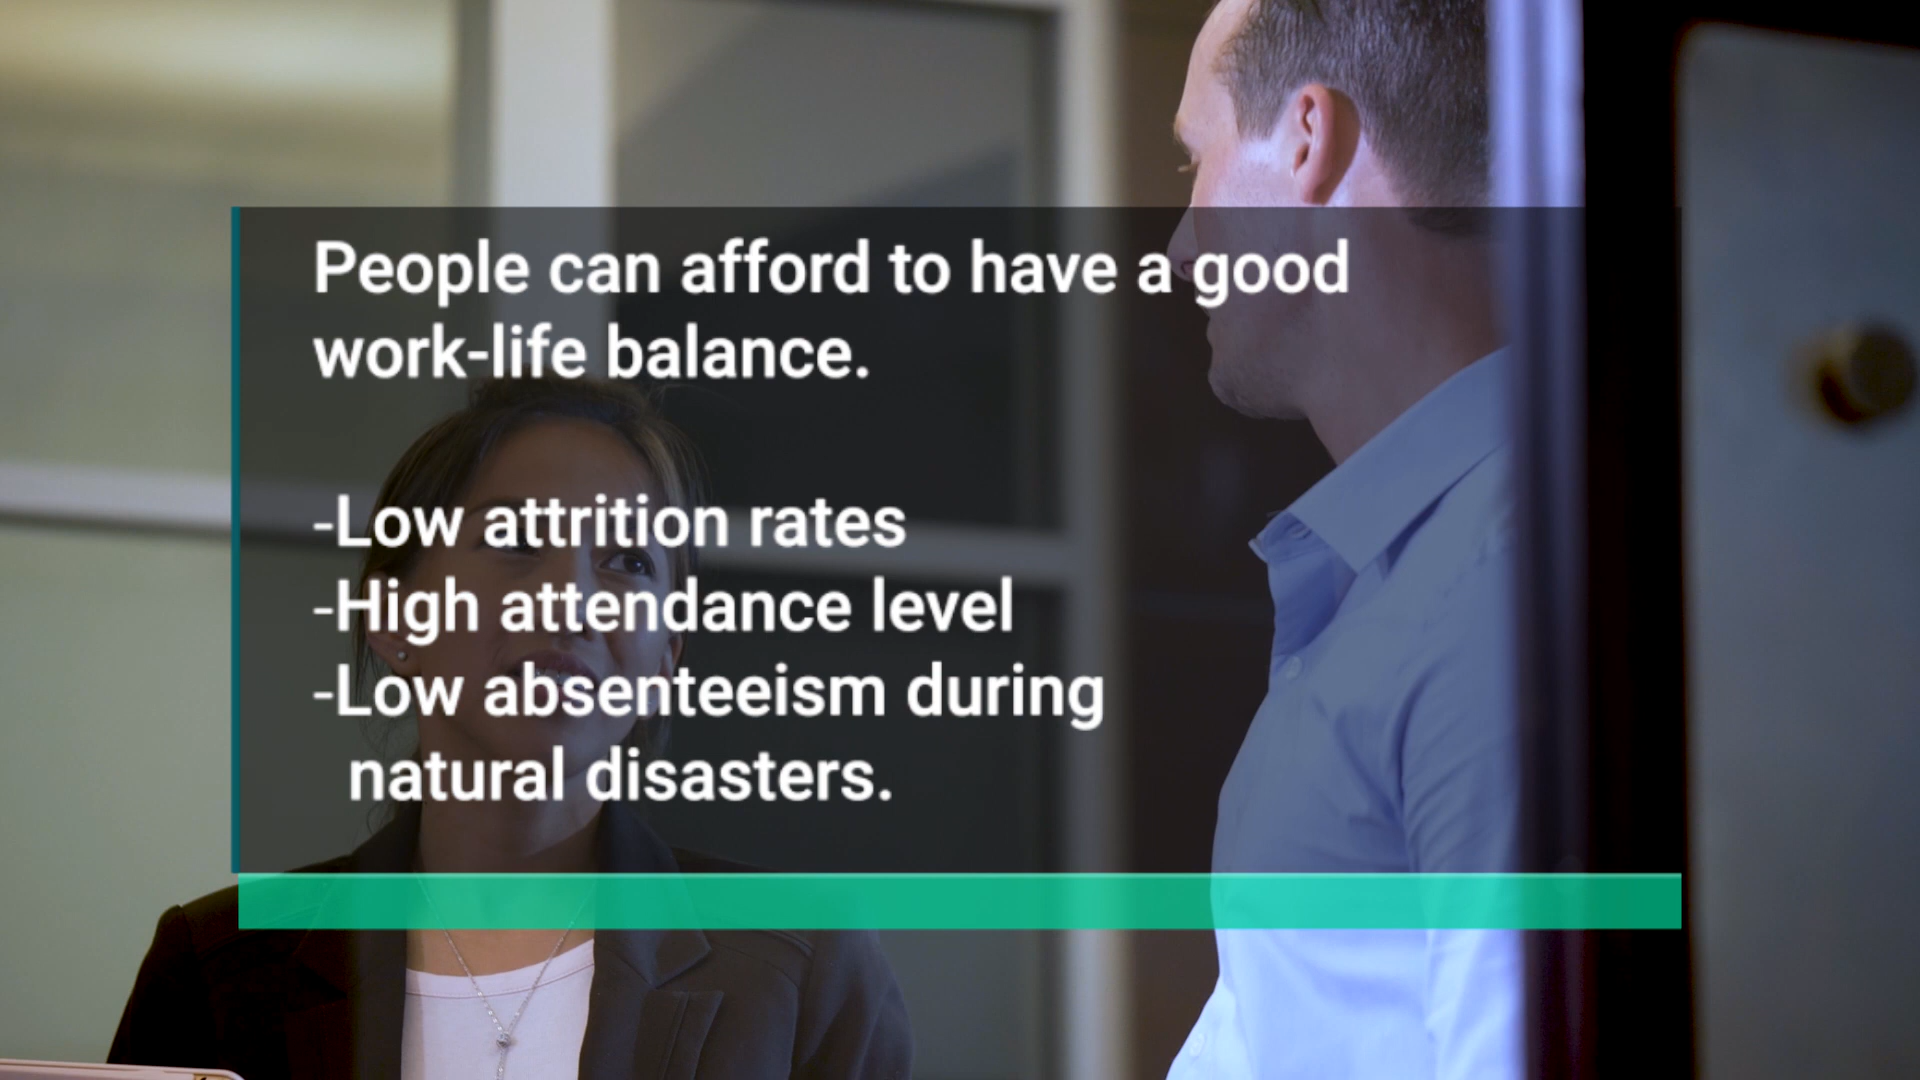 People can afford to have a good
work-life balance.
-Low attrition rates
-High attendance level
-Low absenteeism during
natural disasters.